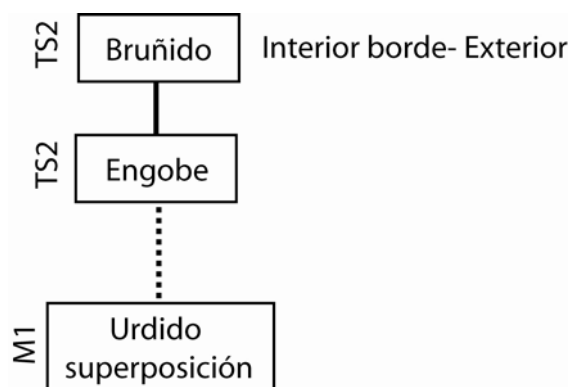 TS2
Bruñido
Interior borde- Exterior
TS2
Engobe
M1
Urdido
superposición